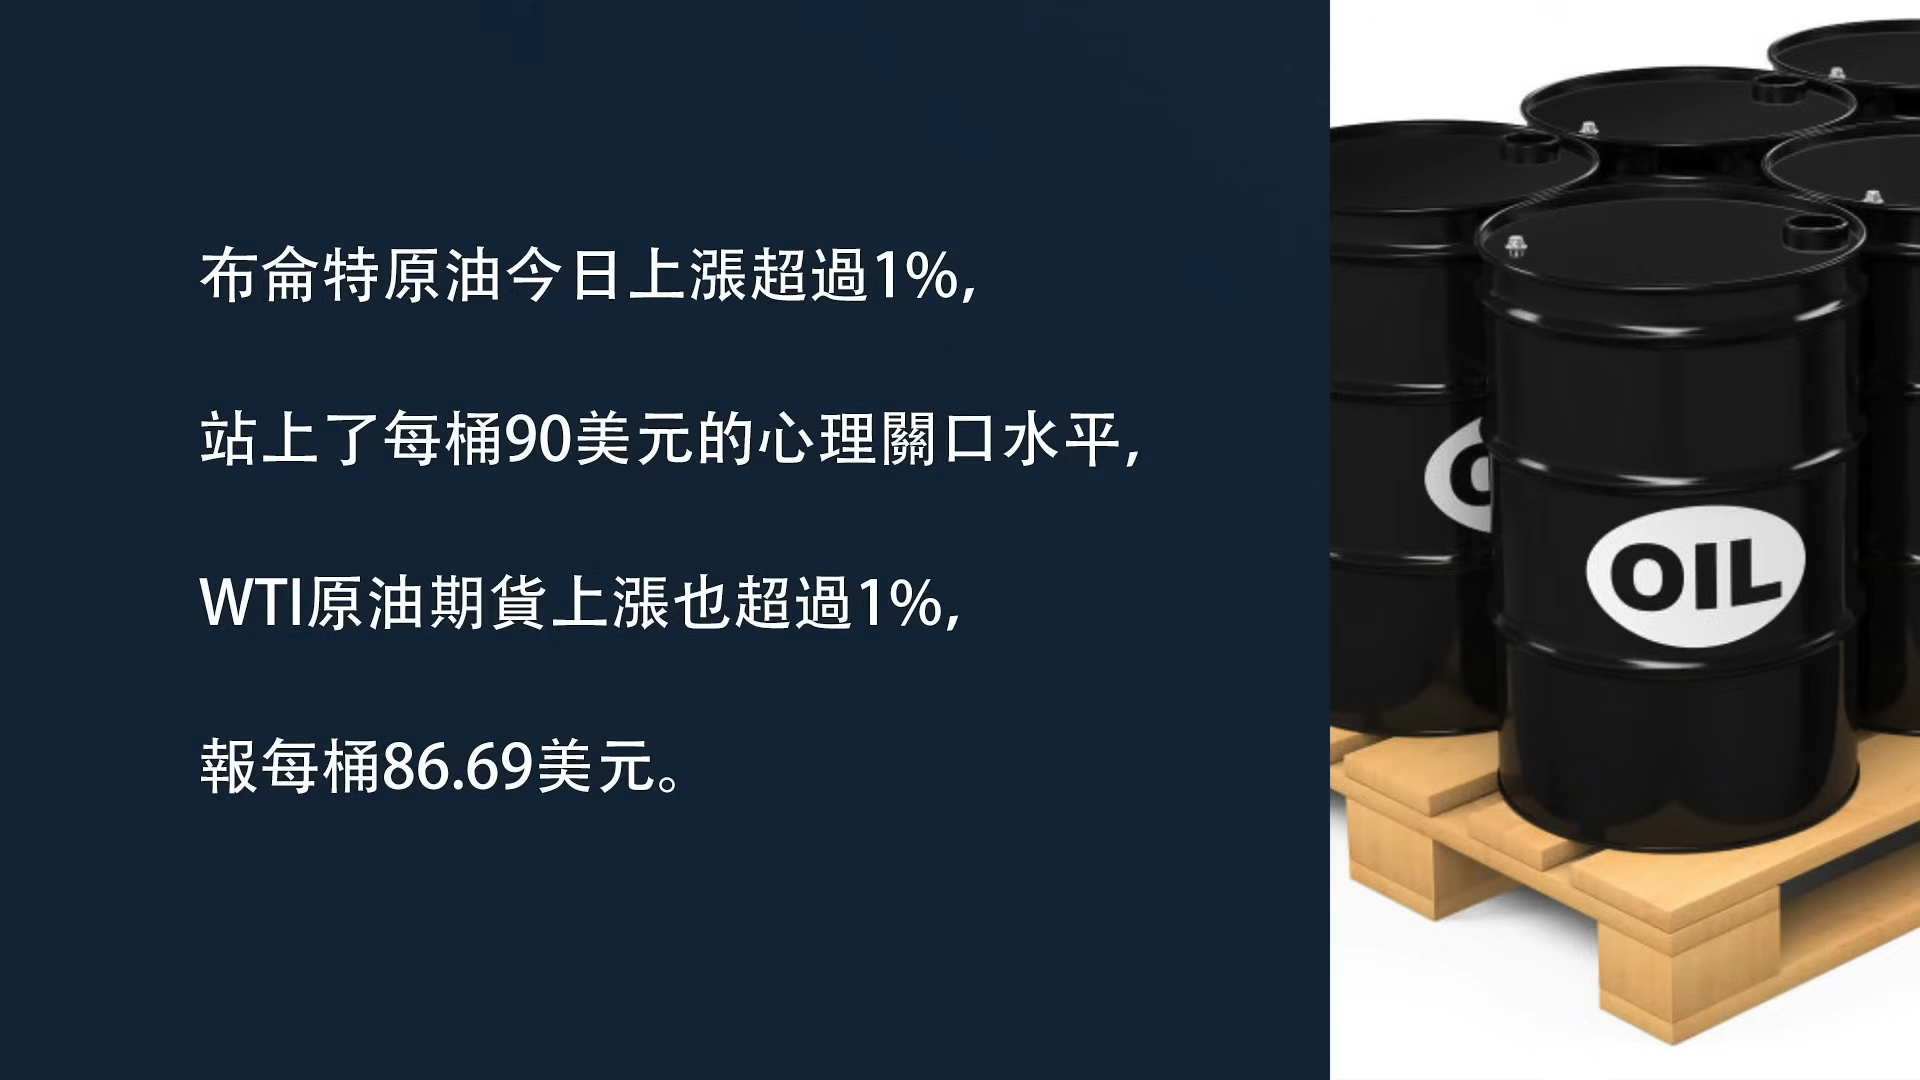 布侖特原油今日上漲超過1%,
站上了每桶90美元的心理關口水平,
WTI原油期貨上漲也超過1%,
報每桶86.69美元。
OIL